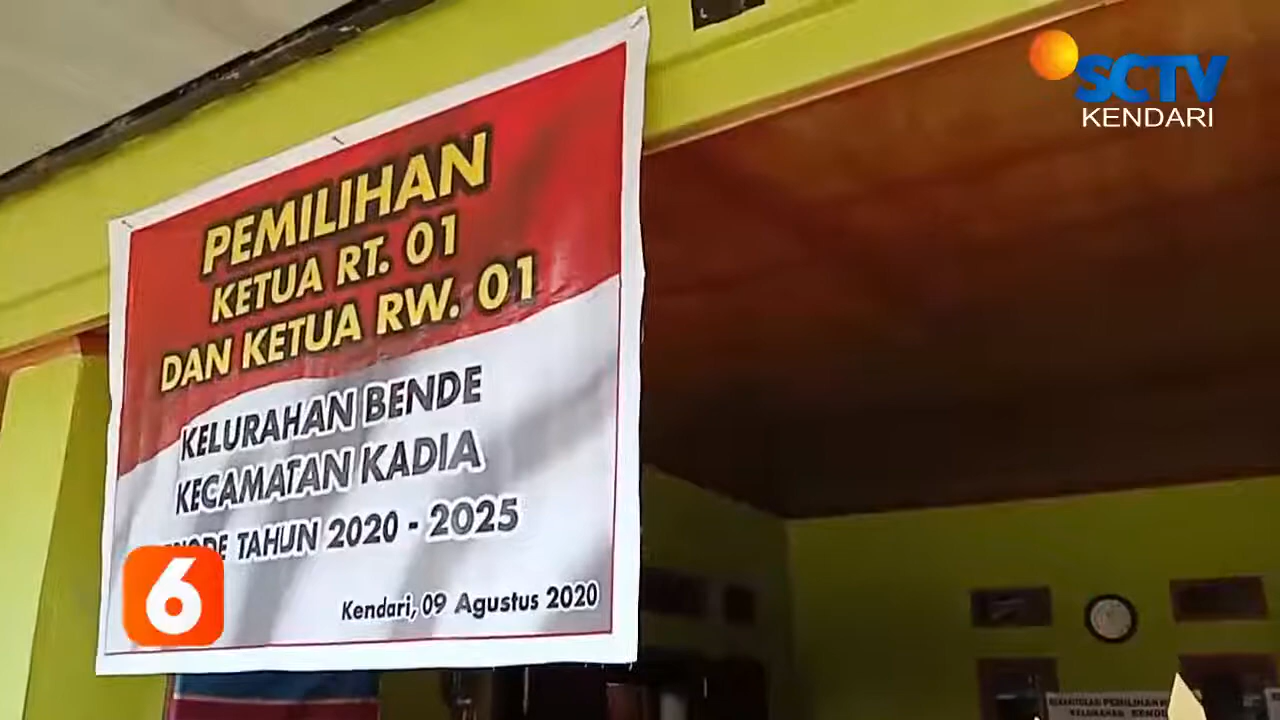 SCTV
KENDARI
PEMILIHAN
KETUA RT. 01
DAN KETUA RW. 01
KELURAHAN BENDE
KECAMATAN KADIA
TAHUN 2020 - 2025
Kendari, 09 Agustus 2020
6